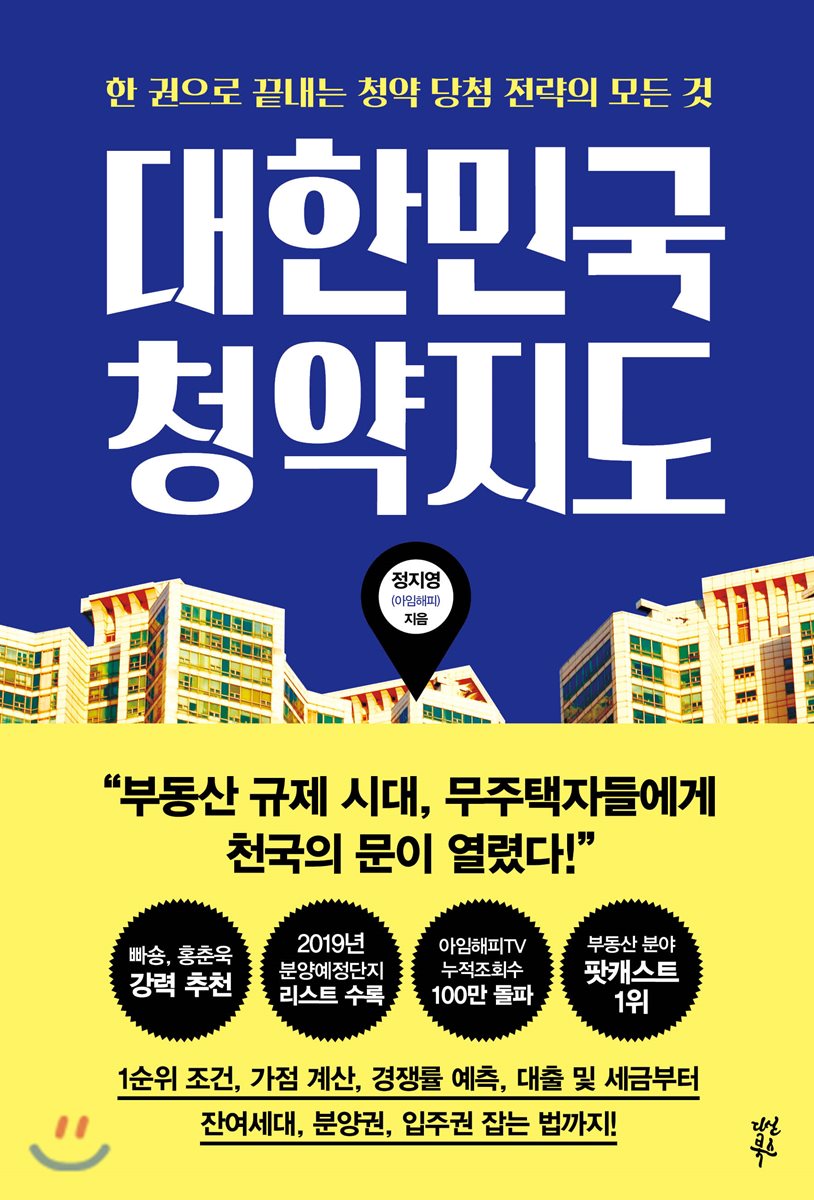 한 권으로 끝내는 청약 당첨 전략의 모든 것
대한민국
청약지도
정지영
(아임해피)
지음
“부동산 규제 시대, 무주택자들에게
천국의 문이 열렸다!”
빠숑, 홍춘욱
강력 추천
2019년
분양예정단지
리스트 수록
아임해피TV
누적조회수
100만 돌파
부동산 분야
팟캐스트
1위
1순위 조건, 가점 계산, 경쟁률 예측, 대출 및 세금부터
잔여세대, 분양권, 입주권 잡는 법까지!
다산
북스